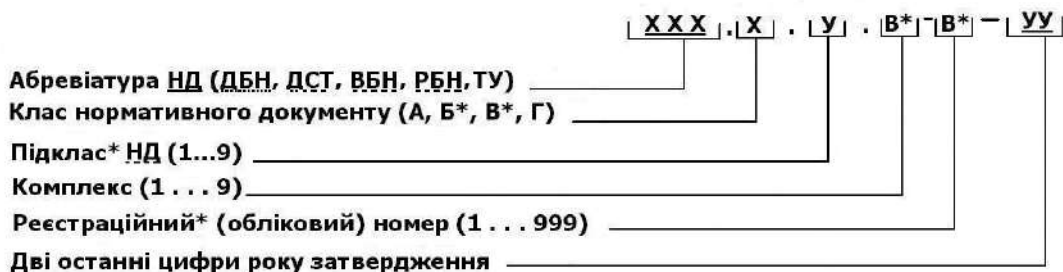 ХХХ . Х . У . В* - В* – УУ
Абревіатура НД (ДБН, ДСТ, ВБН, РБН,ТУ)
Клас нормативного документу (А, Б*, В*, Г)
Підклас* НД (1...9)
Комплекс (1 . . . 9)
Реєстраційний* (обліковий) номер (1 . . . 999)
Дві останні цифри року затвердження